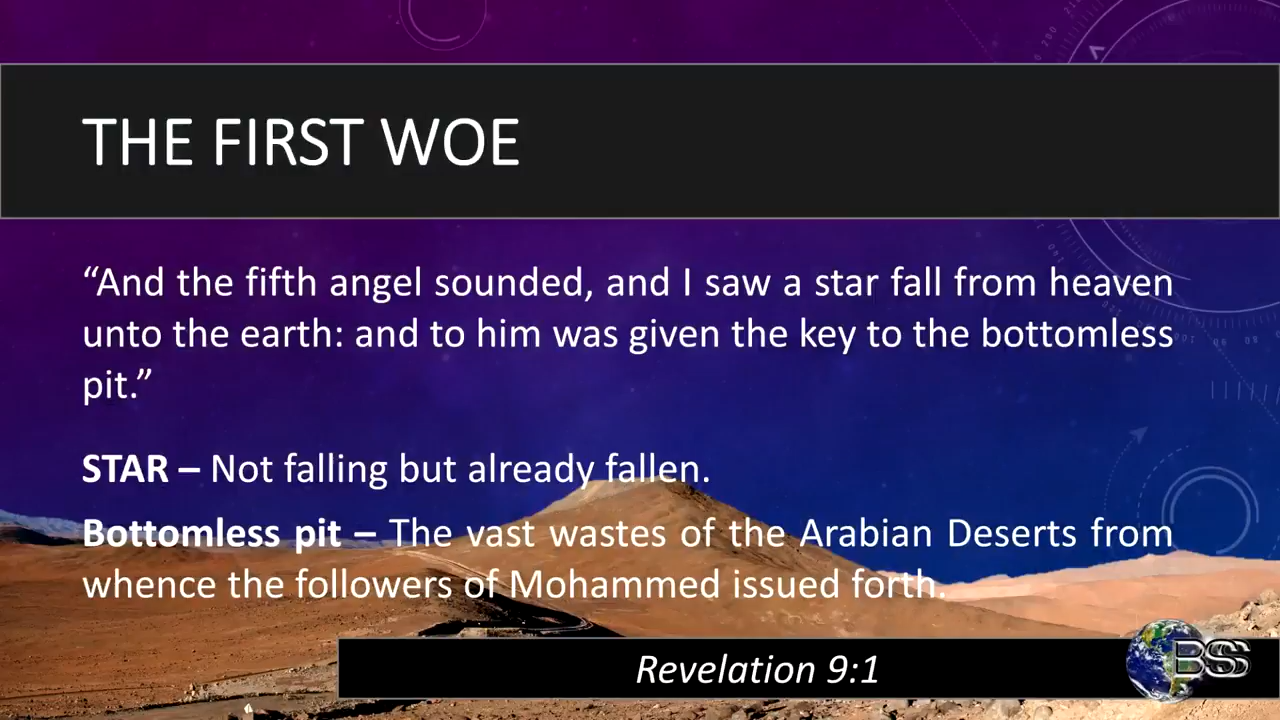 THE FIRST WOE
“And the fifth angel sounded, and I saw a star fall from heaven
unto the earth: and to him was given the key to the bottomless
pit.”
STAR – Not falling but already fallen.
Bottomless pit – The vast wastes of the Arabian Deserts from
whence the followers of Mohammed issued forth.
Revelation 9:1
BSS